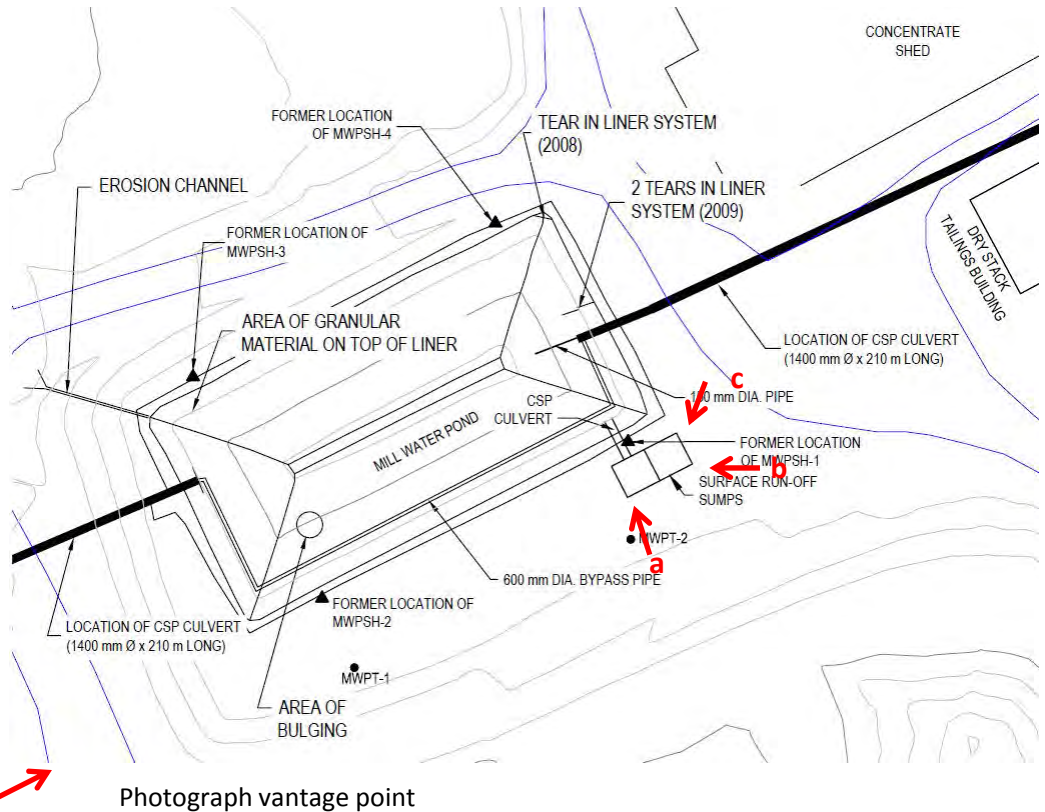 CONCENTRATE
SHED
FORMER LOCATION
OF MWPSH-4
TEAR IN LINER SYSTEM
(2008)
EROSION CHANNEL
2 TEARS IN LINER
SYSTEM (2009)
FORMER LOCATION OF
MWPSH-3
DRY STACK
TAILINGS BUILDING
AREA OF GRANULAR
MATERIAL ON TOP OF LINER
LOCATION OF CSP CULVERT
(1400 mm Ø x 210 m LONG)
c
mm DIA. PIPE
CSP
CULVERT
MILL WATER POND
FORMER LOCATION
OF MWPSH-1
b
SURFACE RUN-OFF
SUMPS
MWPT-2
a
600 mm DIA. BYPASS PIPE
FORMER LOCATION OF
MWPSH-2
LOCATION OF CSP CULVERT
(1400 mm Ø x 210 m LONG)
MWPT-1
AREA OF
BULGING
Photograph vantage point